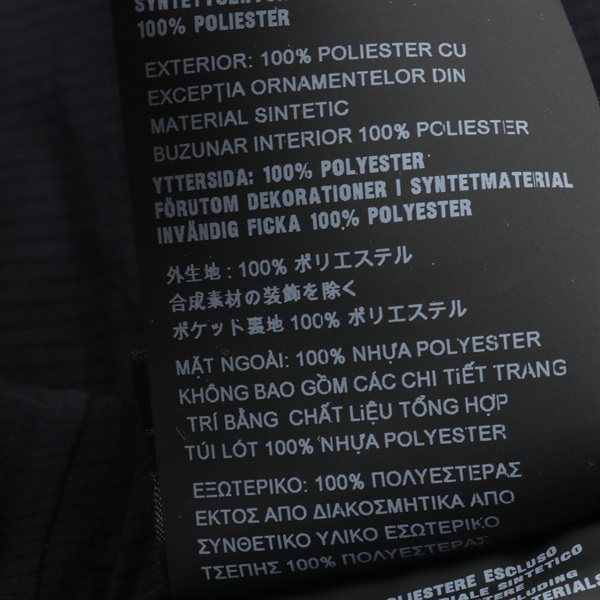 100% POLIESTER
EXTERIOR: 100% POLIESTER CU
EXCEPȚIA ORNAMENTELOR DIN
MATERIAL SINTETIC
BUZUNAR INTERIOR 100% POLIESTER
YTTERSIDA: 100% POLYESTER
FÖRUTOM DEKORATIONER I SYNTETMATERIAL
INVÄNDIG FICKA 100% POLYESTER
外生地 : 100% ポリエステル
合成素材の装飾を除く
ポケット裏地 100% ポリエステル
MẶT NGOÀI: 100% NHỰA POLYESTER
KHÔNG BAO GỒM CÁC CHI TIẾT TRANG
TRÍ BẰNG CHẤT LIỆU TỔNG HỢP
TÚI LÓT 100% NHỰA POLYESTER
ΕΞΩΤΕΡΙΚΟ: 100% ΠΟΛΥΕΣΤΕΡΑΣ
ΕΚΤΟΣ ΑΠΟ ΔΙΑΚΟΣΜΗΤΙΚΑ ΑΠΟ
ΣΥΝΘΕΤΙΚΟ ΥΛΙΚΟ ΕΣΩΤΕΡΙΚΟ
ΤΣΕΠΗΣ 100% ΠΟΛΥΕΣΤΕΡΑΣ
POLIESTERE ESCLUSO
SINTETICO